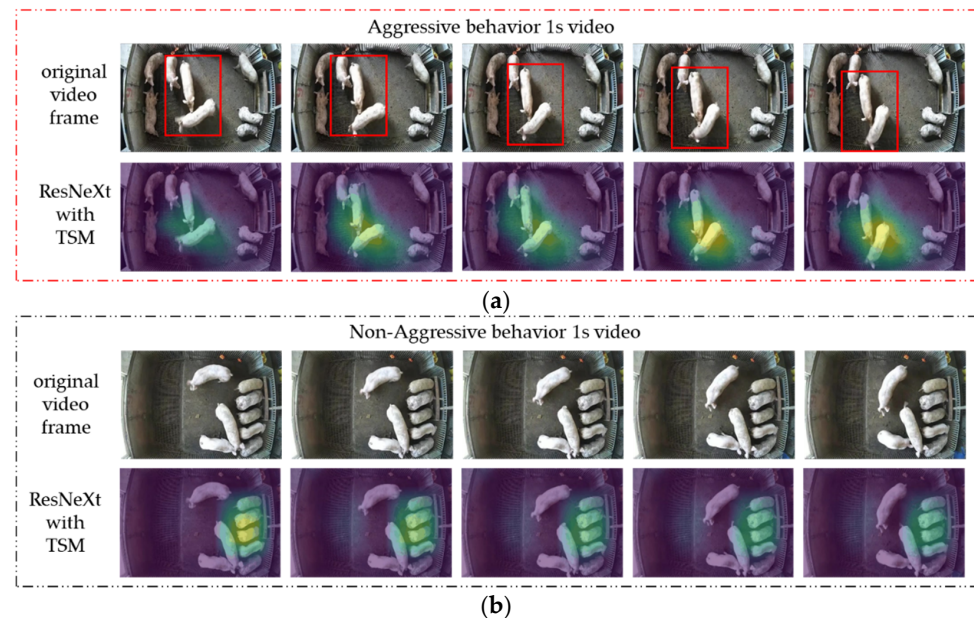 Aggressive behavior 1s video
original
video
frame
ResNeXt
with
TSM
(a)
Non-Aggressive behavior 1s video
original
video
frame
ResNeXt
with
TSM
(b)